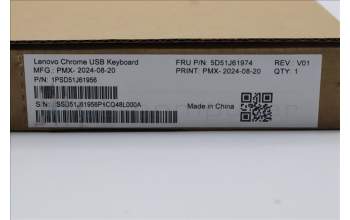 Lenovo Chrome USB Keyboard
MFG.: PMX- 2024-08-20
P/N: 1PSD51J61956
FRU P/N: 5D51J61974
PRINT: PMX- 2024-08-20
REV : V01
QTY: 1
S/N: SSD51J61956P1CQ48L000A
Made in China